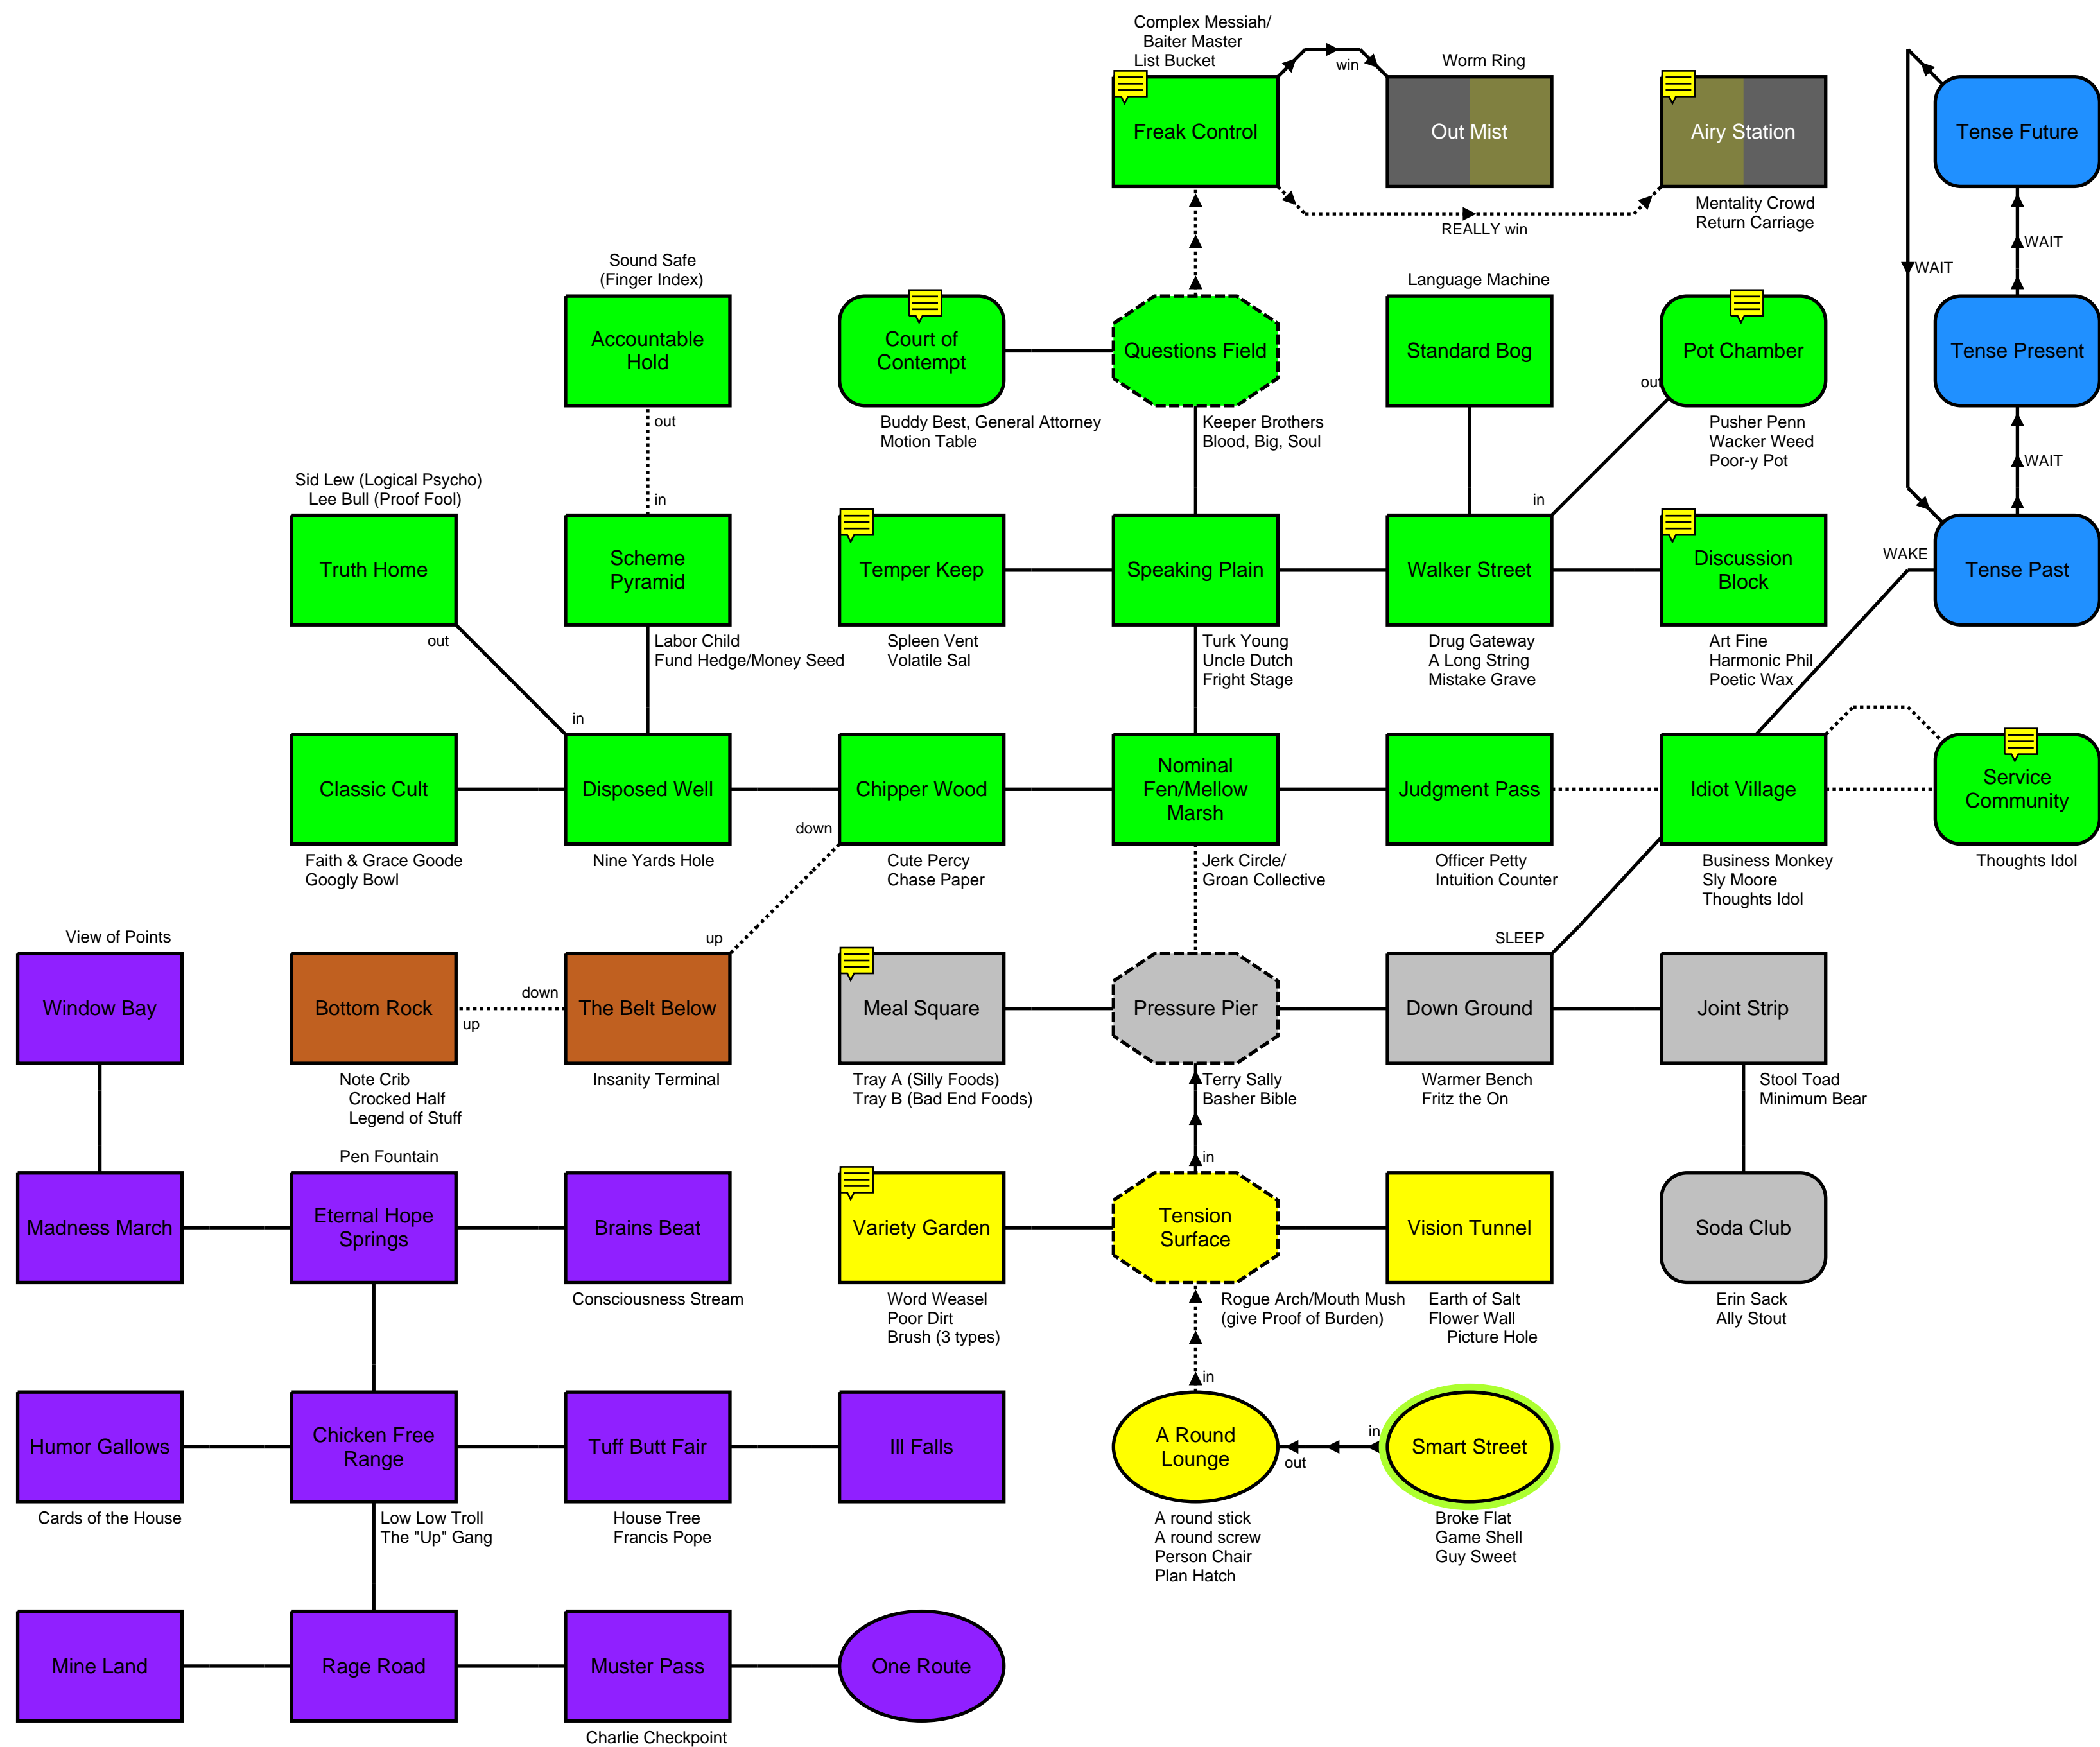 Complex Messiah/
Baiter Master
List Bucket
win
Worm Ring
Freak Control
Out Mist
Airy Station
Tense Future
REALLY win
Mentality Crowd
Return Carriage
WAIT
WAIT
Sound Safe
(Finger Index)
Language Machine
Accountable
Hold
Court of
Contempt
Questions Field
Standard Bog
Pot Chamber
Tense Present
out
out
Buddy Best, General Attorney
Motion Table
Keeper Brothers
Blood, Big, Soul
Pusher Penn
Wacker Weed
Poor-y Pot
WAIT
Sid Lew (Logical Psycho)
Lee Bull (Proof Fool)
in
in
Truth Home
Scheme
Pyramid
Temper Keep
Speaking Plain
Walker Street
Discussion
Block
WAKE
Tense Past
out
Labor Child
Fund Hedge/Money Seed
Spleen Vent
Volatile Sal
Turk Young
Uncle Dutch
Fright Stage
Drug Gateway
A Long String
Mistake Grave
Art Fine
Harmonic Phil
Poetic Wax
in
Classic Cult
Disposed Well
Chipper Wood
Nominal
Fen/Mellow
Marsh
Judgment Pass
Idiot Village
Service
Community
down
Faith & Grace Goode
Googly Bowl
Nine Yards Hole
Cute Percy
Chase Paper
Jerk Circle/
Groan Collective
Officer Petty
Intuition Counter
Business Monkey
Sly Moore
Thoughts Idol
Thoughts Idol
View of Points
up
SLEEP
Window Bay
Bottom Rock
down
up
The Belt Below
Meal Square
Pressure Pier
Down Ground
Joint Strip
Note Crib
Crocked Half
Legend of Stuff
Insanity Terminal
Tray A (Silly Foods)
Tray B (Bad End Foods)
Terry Sally
Basher Bible
Warmer Bench
Fritz the On
Stool Toad
Minimum Bear
Pen Fountain
in
Madness March
Eternal Hope
Springs
Brains Beat
Variety Garden
Tension
Surface
Vision Tunnel
Soda Club
Consciousness Stream
Word Weasel
Poor Dirt
Brush (3 types)
Rogue Arch/Mouth Mush
(give Proof of Burden)
Earth of Salt
Flower Wall
Picture Hole
Erin Sack
Ally Stout
in
Humor Gallows
Chicken Free
Range
Tuff Butt Fair
Ill Falls
A Round
Lounge
in
out
Smart Street
Cards of the House
Low Low Troll
The "Up" Gang
House Tree
Francis Pope
A round stick
A round screw
Person Chair
Plan Hatch
Broke Flat
Game Shell
Guy Sweet
Mine Land
Rage Road
Muster Pass
One Route
Charlie Checkpoint